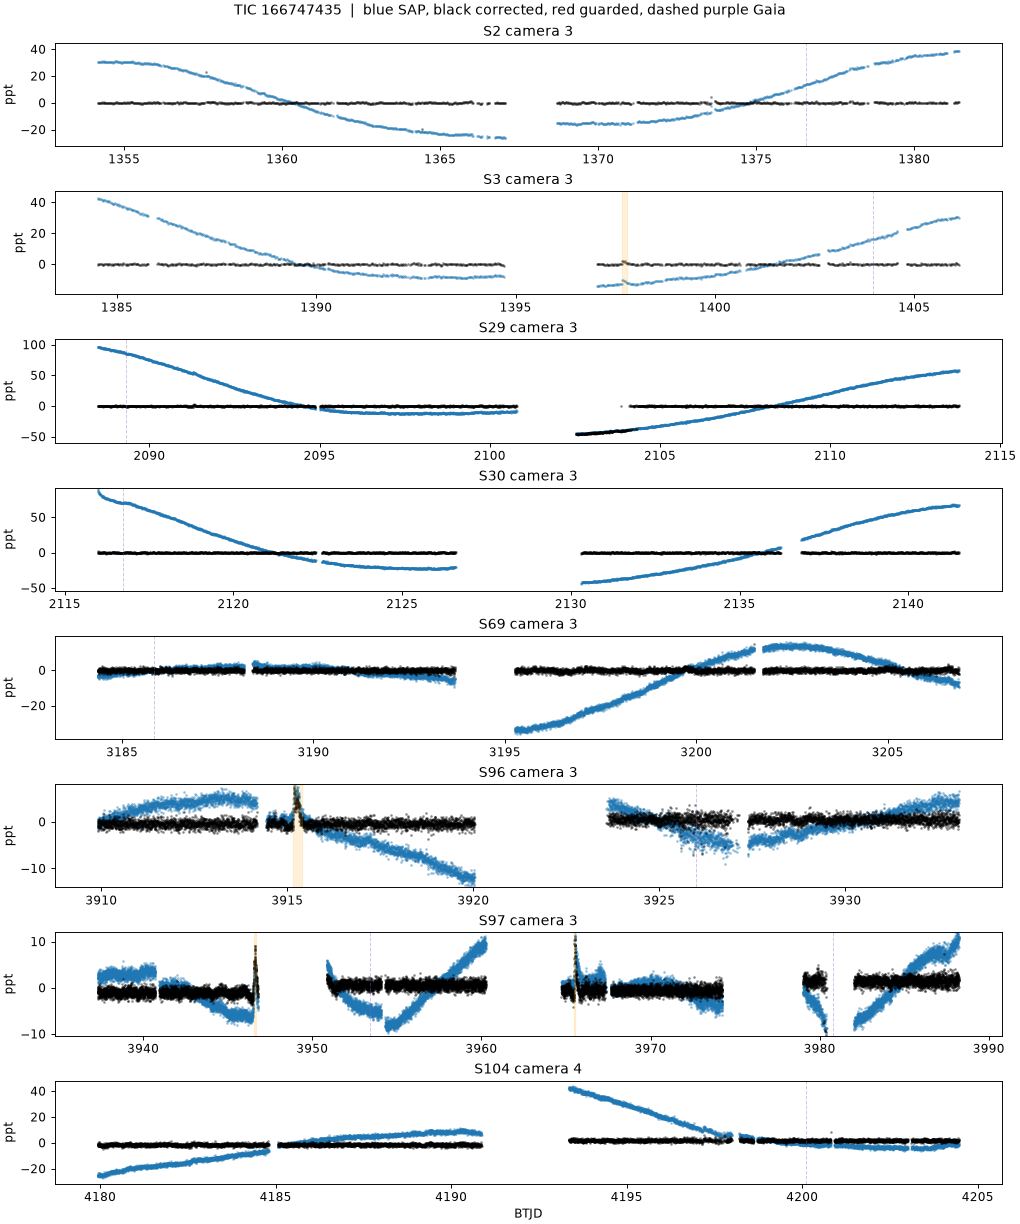 TIC 166747435 | blue SAP, black corrected, red guarded, dashed purple Gaia
S2 camera 3
ppt
40
20
0
−20
1355 1360 1365 1370 1375 1380
S3 camera 3
ppt
40
20
0
1385 1390 1395 1400 1405
S29 camera 3
ppt
100
50
0
−50
2090 2095 2100 2105 2110 2115
S30 camera 3
ppt
50
0
−50
2115 2120 2125 2130 2135 2140
S69 camera 3
ppt
0
−20
3185 3190 3195 3200 3205
S96 camera 3
ppt
0
−10
3910 3915 3920 3925 3930
S97 camera 3
ppt
10
0
−10
3940 3950 3960 3970 3980 3990
S104 camera 4
ppt
40
20
0
−20
4180 4185 4190 4195 4200 4205
BTJD